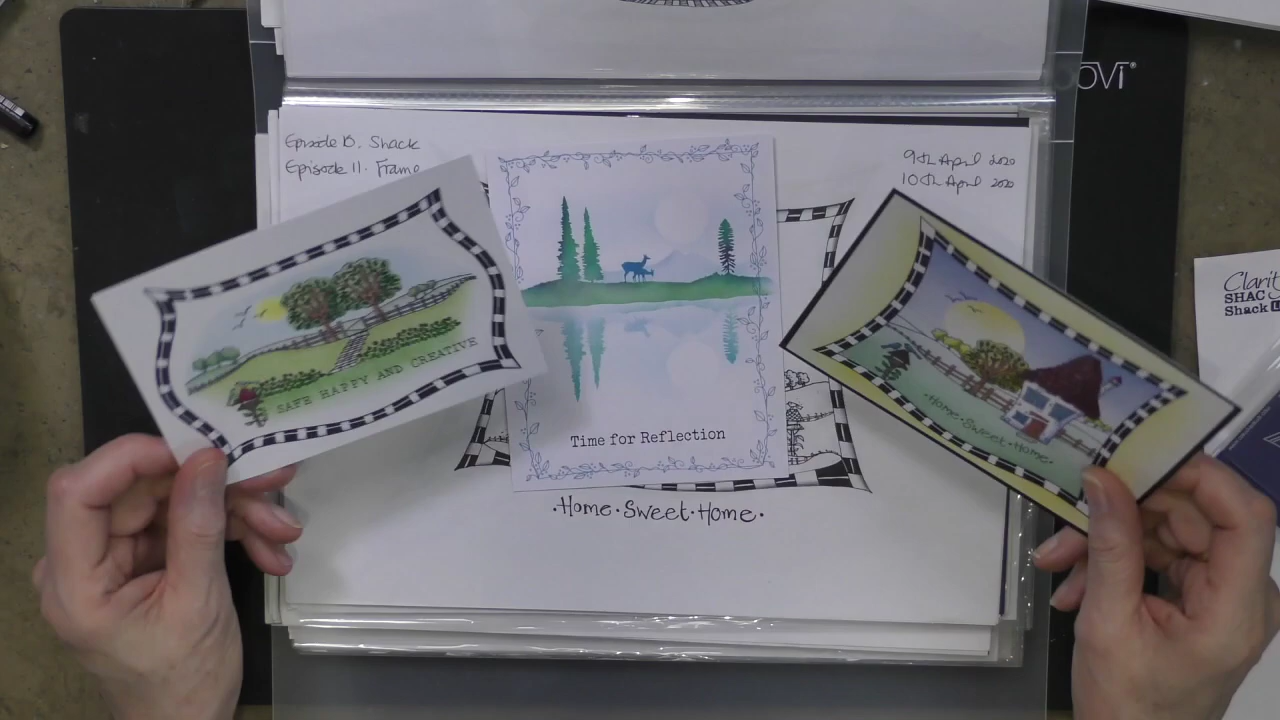 Episode 10. Shack
Episode 11. Frame
9th April 2020
10th April 2020
SAFE HAPPY AND CREATIVE
Time for Reflection
·Home·Sweet·Home·
·Home·Sweet·Home·
Clarity
SHAC
Shack